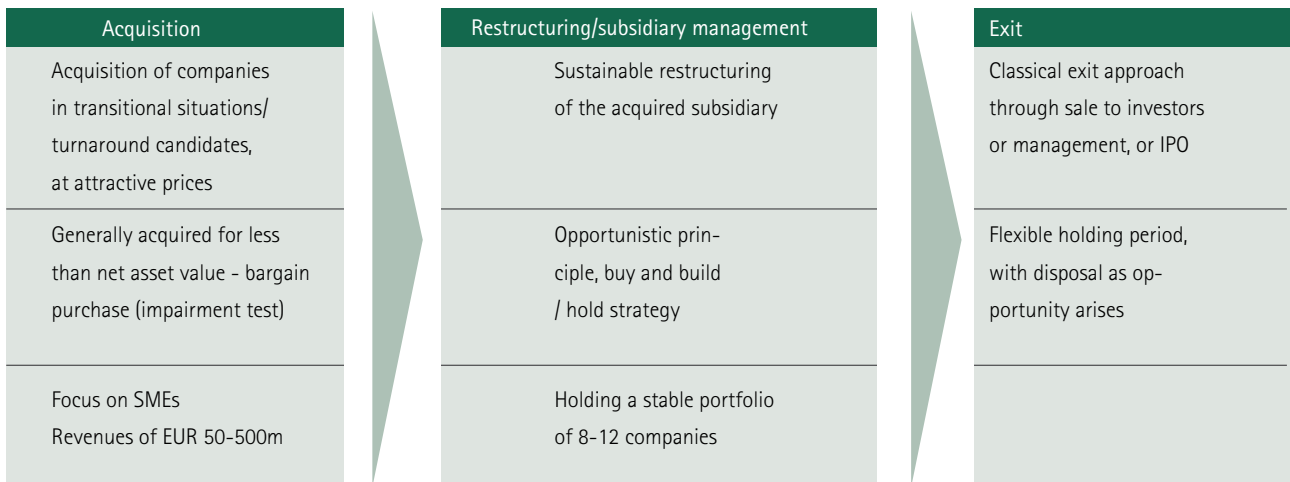 Acquisition
Acquisition of companies
in transitional situations/
turnaround candidates,
at attractive prices
Generally acquired for less
than net asset value - bargain
purchase (impairment test)
Focus on SMEs
Revenues of EUR 50-500m
Restructuring/subsidiary management
Sustainable restructuring
of the acquired subsidiary
Opportunistic prin-
ciple, buy and build
/ hold strategy
Holding a stable portfolio
of 8-12 companies
Exit
Classical exit approach
through sale to investors
or management, or IPO
Flexible holding period,
with disposal as op-
portunity arises